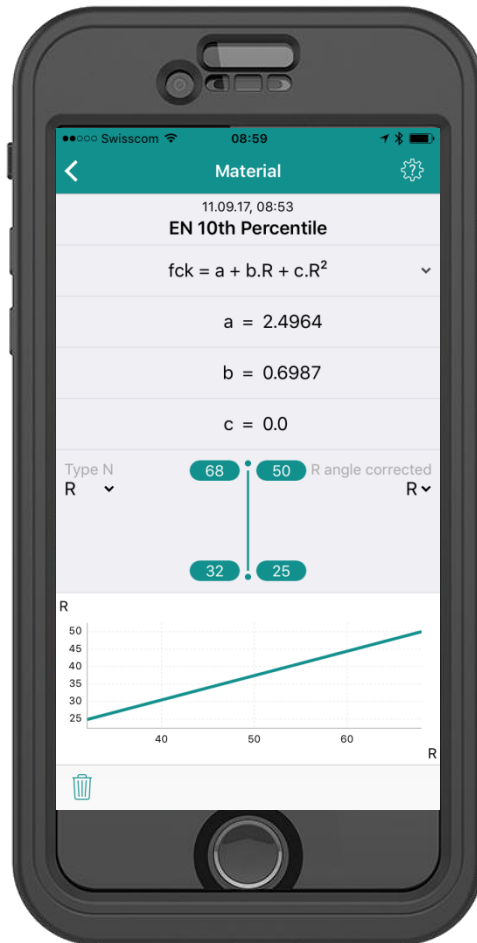 Swisscom 08:59
Material
11.09.17, 08:53
EN 10th Percentile
fck = a + b.R + c.R²
a = 2.4964
b = 0.6987
c = 0.0
Type N 68 50 R angle corrected
R R
32 25
R
50
45
40
35
30
25
40 50 60
R